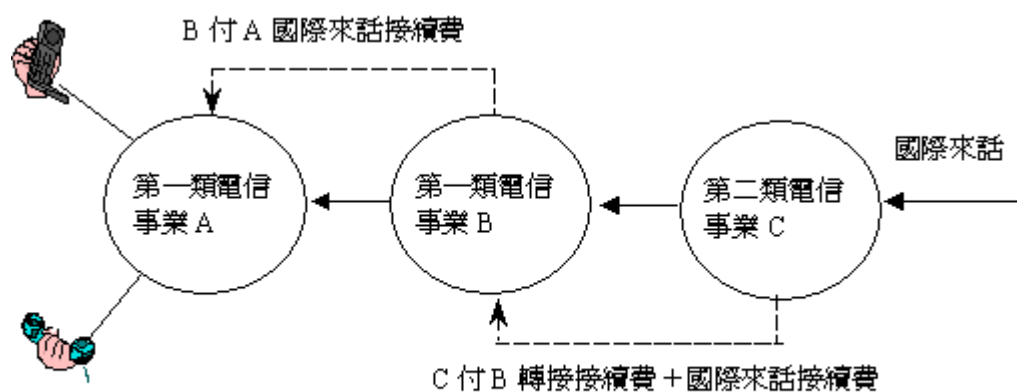 B 付 A 國際來話接續費
國際來話
第一類電信
事業 A
第一類電信
事業 B
第二類電信
事業 C
C 付 B 轉接接續費＋國際來話接續費